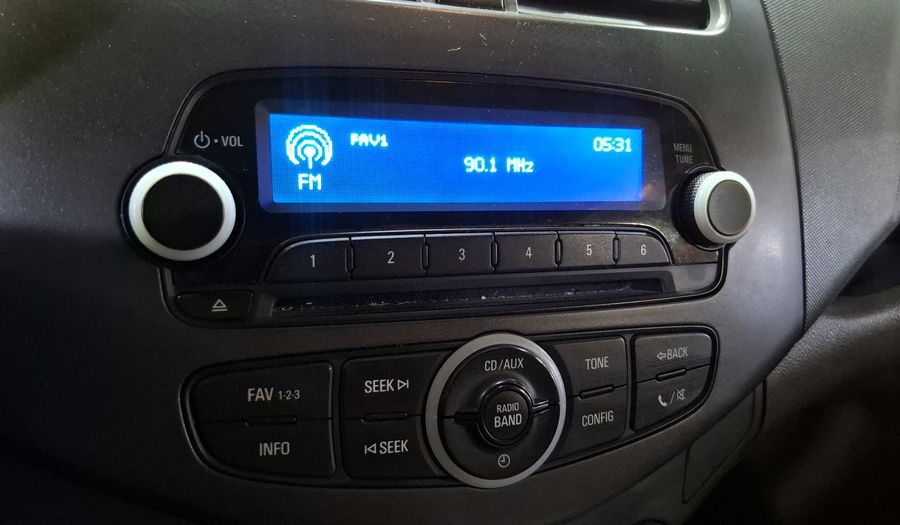 VOL
FAV1
05:31
MENU
TUNE
90.1 MHz
FM
1 2 3 4 5 6
CD/AUX
TONE
BACK
SEEK
FAV 1-2-3
RADIO
BAND
CONFIG
/
INFO
SEEK